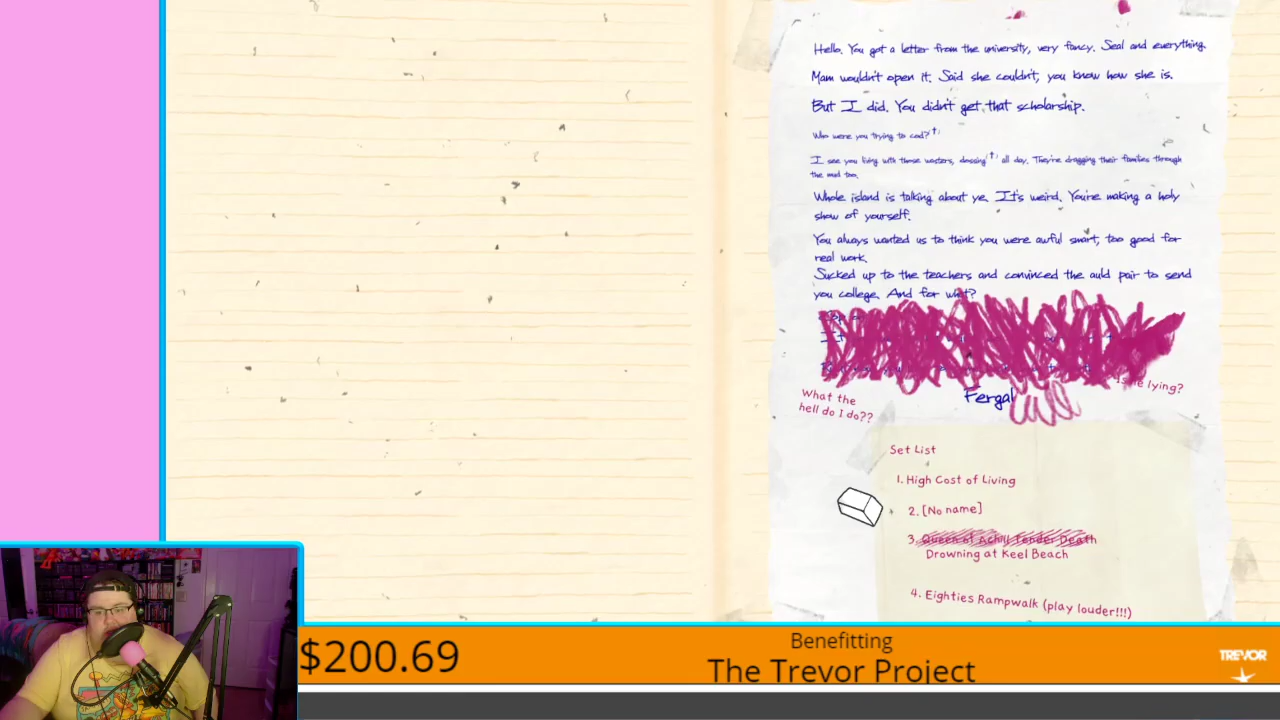 Hello. You got a letter from the university, very fancy. Seal and everything.
Mam wouldn't open it. Said she couldn't, you know how she is.
But I did. You didn't get that scholarship.
Who were you trying to cod?
I see you living with those wasters, dossing all day. They're dragging their families through
the mud too.
Whole island is talking about ye. It's weird. You're making a holy
show of yourself.
You always wanted us to think you were awful smart, too good for
real work.
Sucked up to the teachers and convinced the auld pair to send
you college. And for what?
Is he lying?
What the
hell do I do??
Fergal
Set List
1. High Cost of Living
2. [No name]
3. Queen of Achill Fender Death
Drowning at Keel Beach
4. Eighties Rampwalk (play louder!!!)
$200.69
Benefitting
The Trevor Project
TREVOR